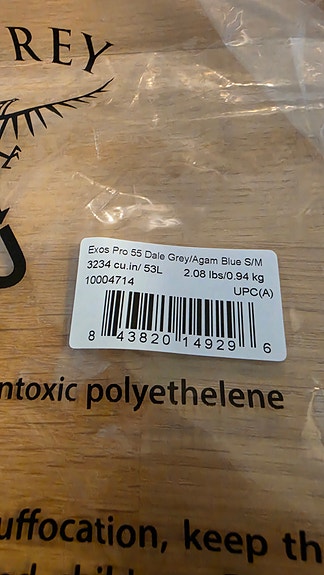 REY
Exos Pro 55 Dale Grey/Agam Blue S/M
3234 cu.in/ 53L 2.08 lbs/0.94 kg
10004714
UPC(A)
8 43820 14929 6
ntoxic polyethelene
uffocation, keep th